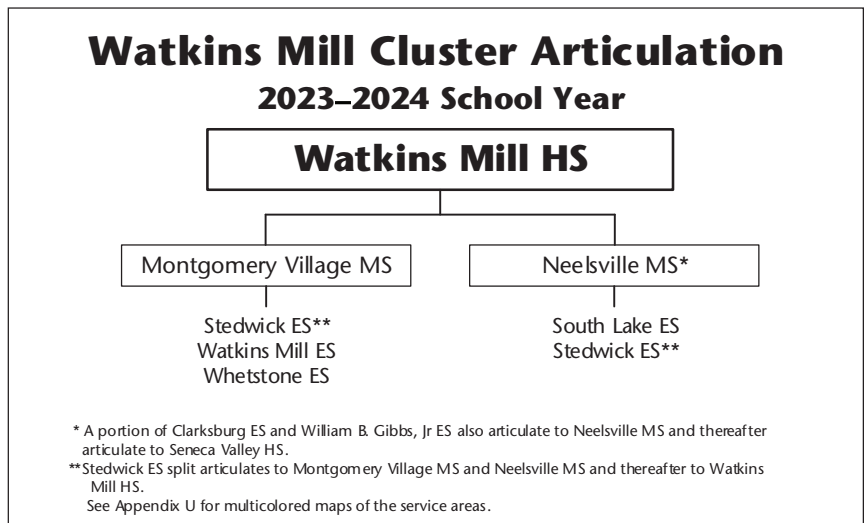 Watkins Mill Cluster Articulation
2023–2024 School Year
Watkins Mill HS
Montgomery Village MS
Neelsville MS*
Stedwick ES**
Watkins Mill ES
Whetstone ES
South Lake ES
Stedwick ES**
* A portion of Clarksburg ES and William B. Gibbs, Jr ES also articulate to Neelsville MS and thereafter
articulate to Seneca Valley HS.
**Stedwick ES split articulates to Montgomery Village MS and Neelsville MS and thereafter to Watkins
Mill HS.
See Appendix U for multicolored maps of the service areas.